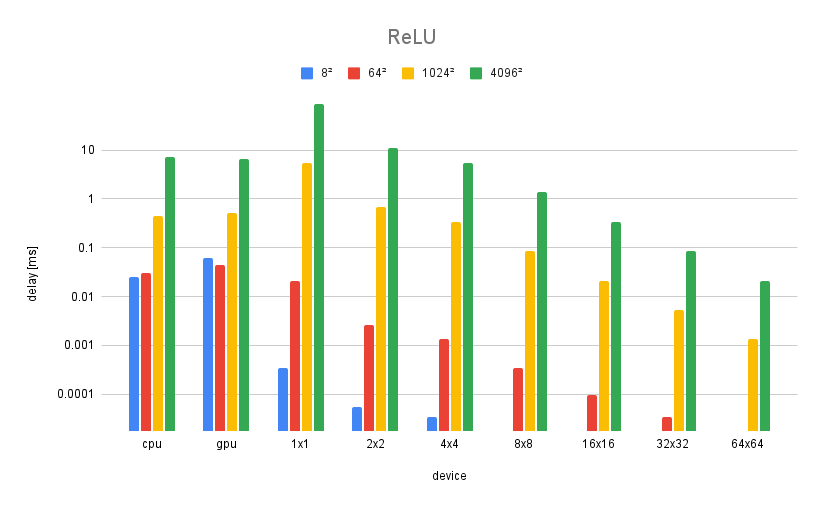 ReLU
8² 64² 1024² 4096²
10
1
0.1
0.01
0.001
0.0001
delay [ms]
cpu gpu 1x1 2x2 4x4 8x8 16x16 32x32 64x64
device